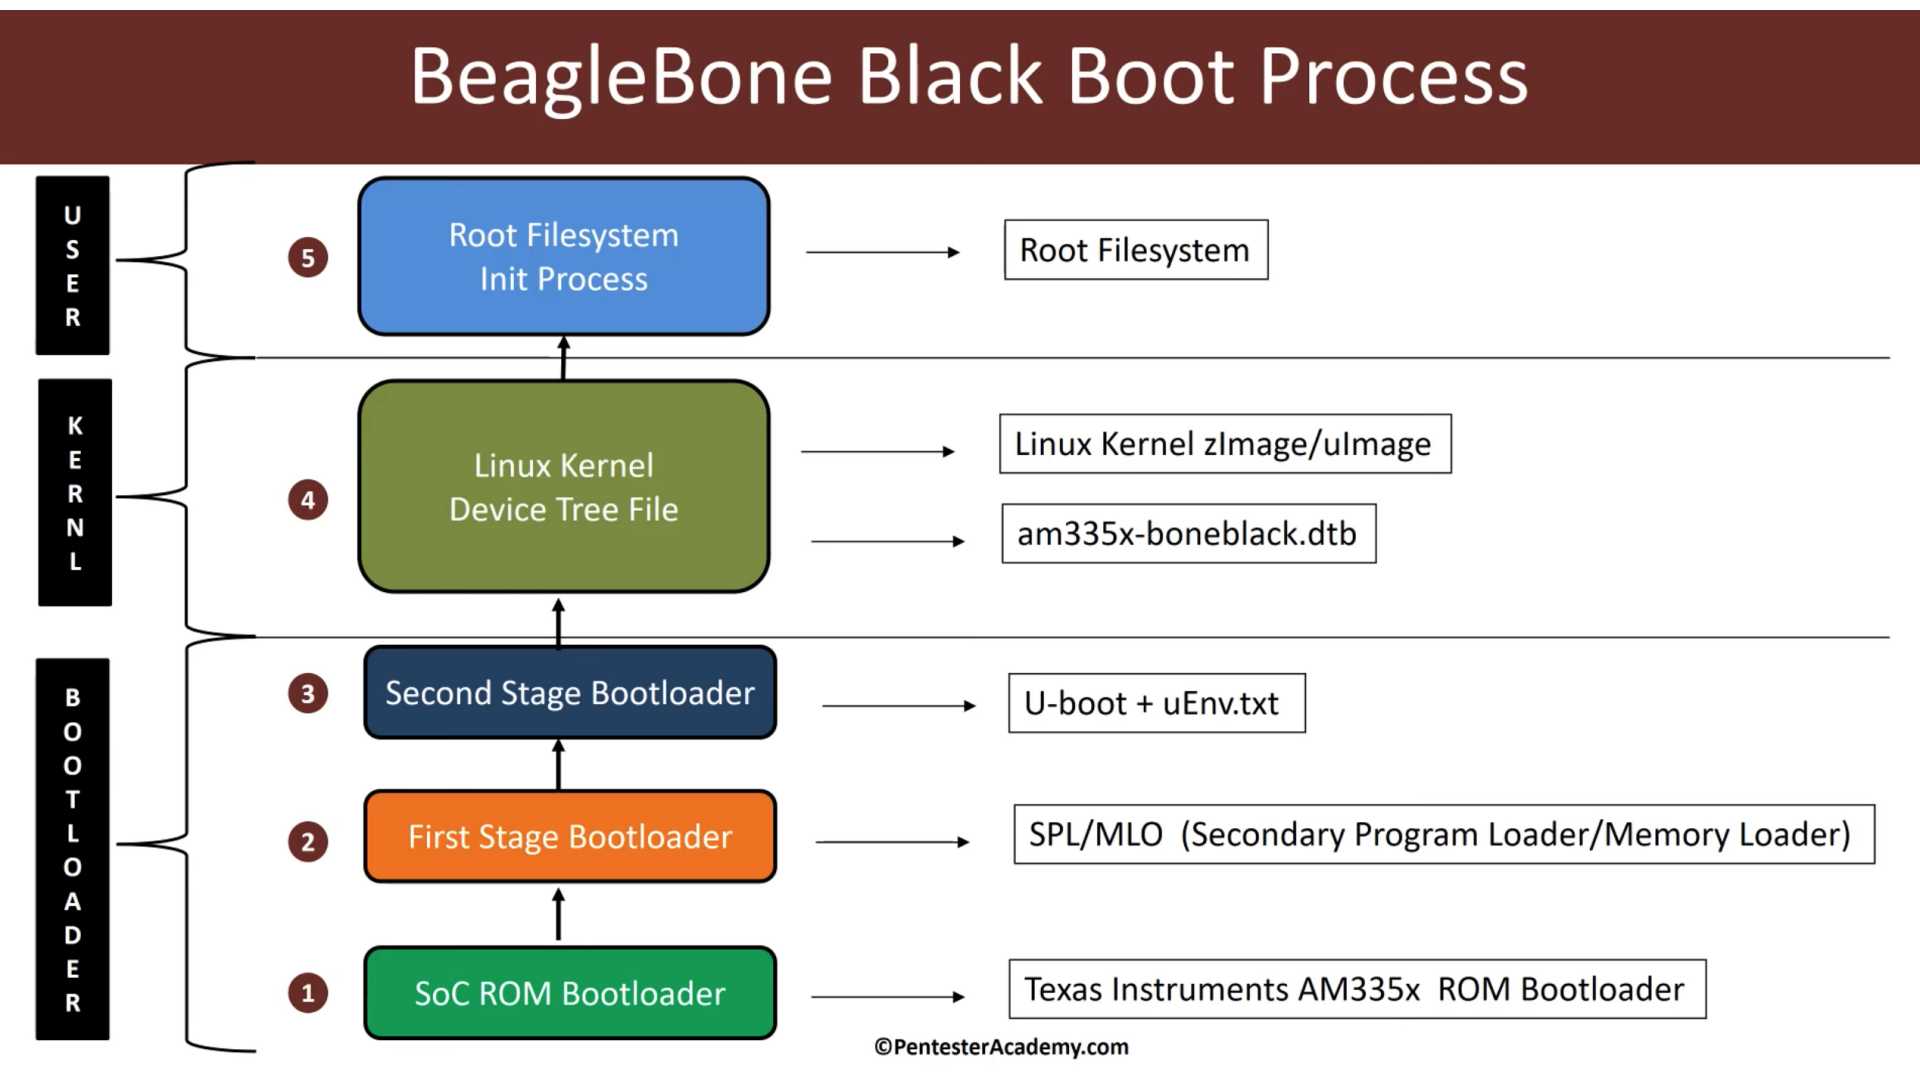 BeagleBone Black Boot Process
USER
5
Root Filesystem
Init Process
Root Filesystem
KERNL
4
Linux Kernel
Device Tree File
Linux Kernel zImage/uImage
am335x-boneblack.dtb
BOOTLOADER
3
Second Stage Bootloader
U-boot + uEnv.txt
2
First Stage Bootloader
SPL/MLO (Secondary Program Loader/Memory Loader)
1
SoC ROM Bootloader
Texas Instruments AM335x ROM Bootloader
©PentesterAcademy.com